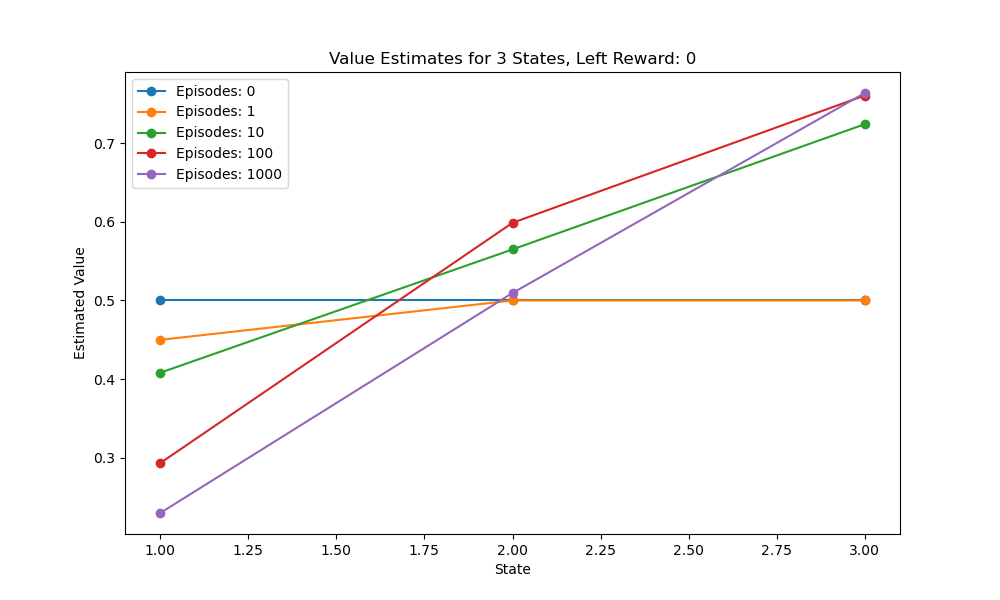 Value Estimates for 3 States, Left Reward: 0
Episodes: 0
Episodes: 1
Episodes: 10
Episodes: 100
Episodes: 1000
0.7
0.6
0.5
0.4
0.3
Estimated Value
1.00
1.25
1.50
1.75
2.00
2.25
2.50
2.75
3.00
State